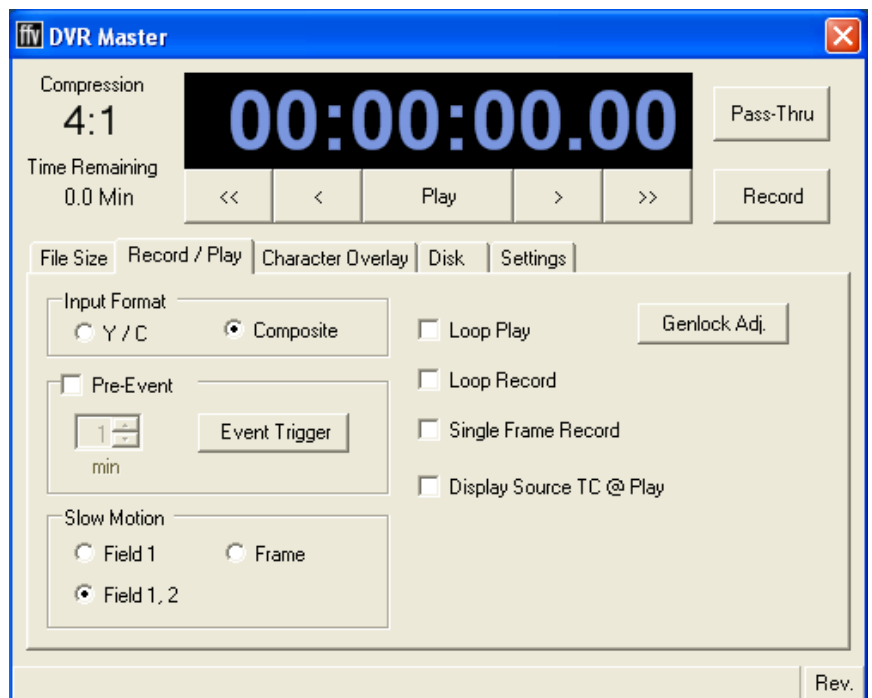 ffv DVR Master
Compression
4:1
00:00:00.00
Pass-Thru
Time Remaining
0.0 Min
<< < Play > >> Record
File Size Record / Play Character Overlay Disk Settings
Input Format
Y / C Composite
Loop Play
Genlock Adj.
Pre-Event
Loop Record
1
Event Trigger
Single Frame Record
min
Display Source TC @ Play
Slow Motion
Field 1 Frame
Field 1, 2
Rev.